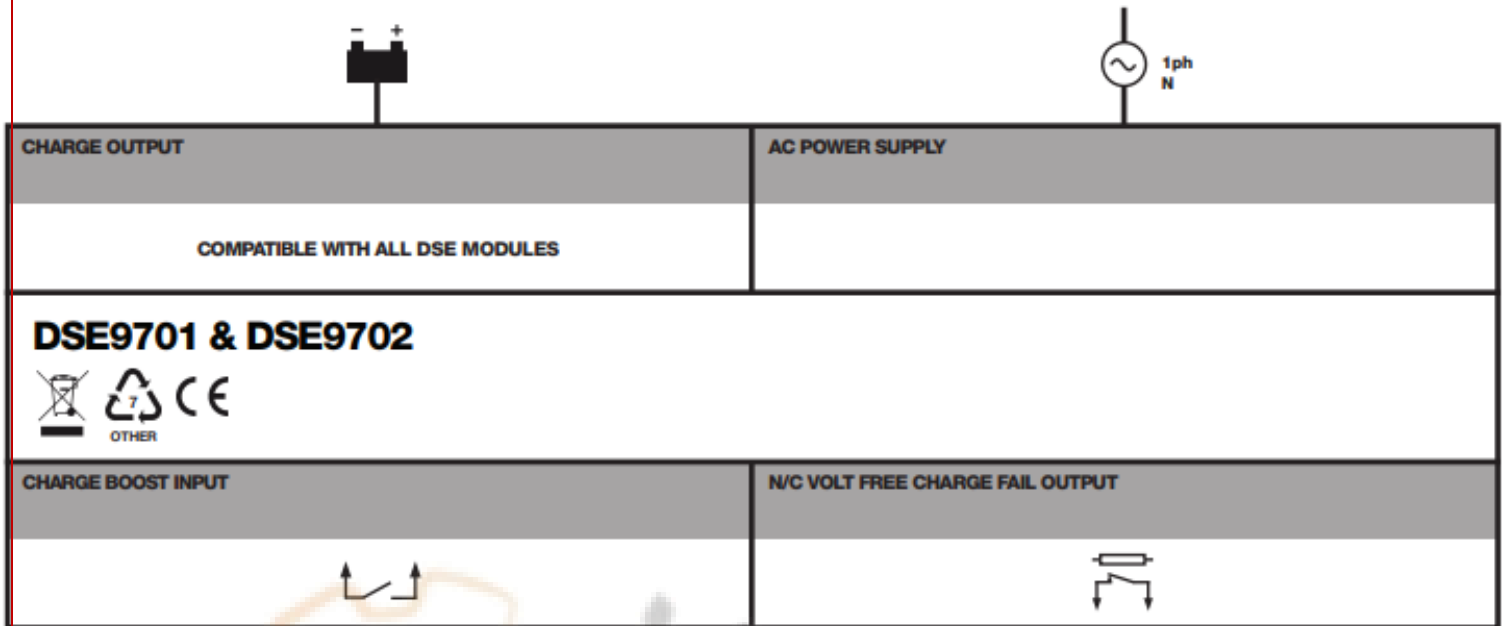 - +
1ph
N
CHARGE OUTPUT
AC POWER SUPPLY
COMPATIBLE WITH ALL DSE MODULES
DSE9701 & DSE9702
7
CE
OTHER
CHARGE BOOST INPUT
N/C VOLT FREE CHARGE FAIL OUTPUT